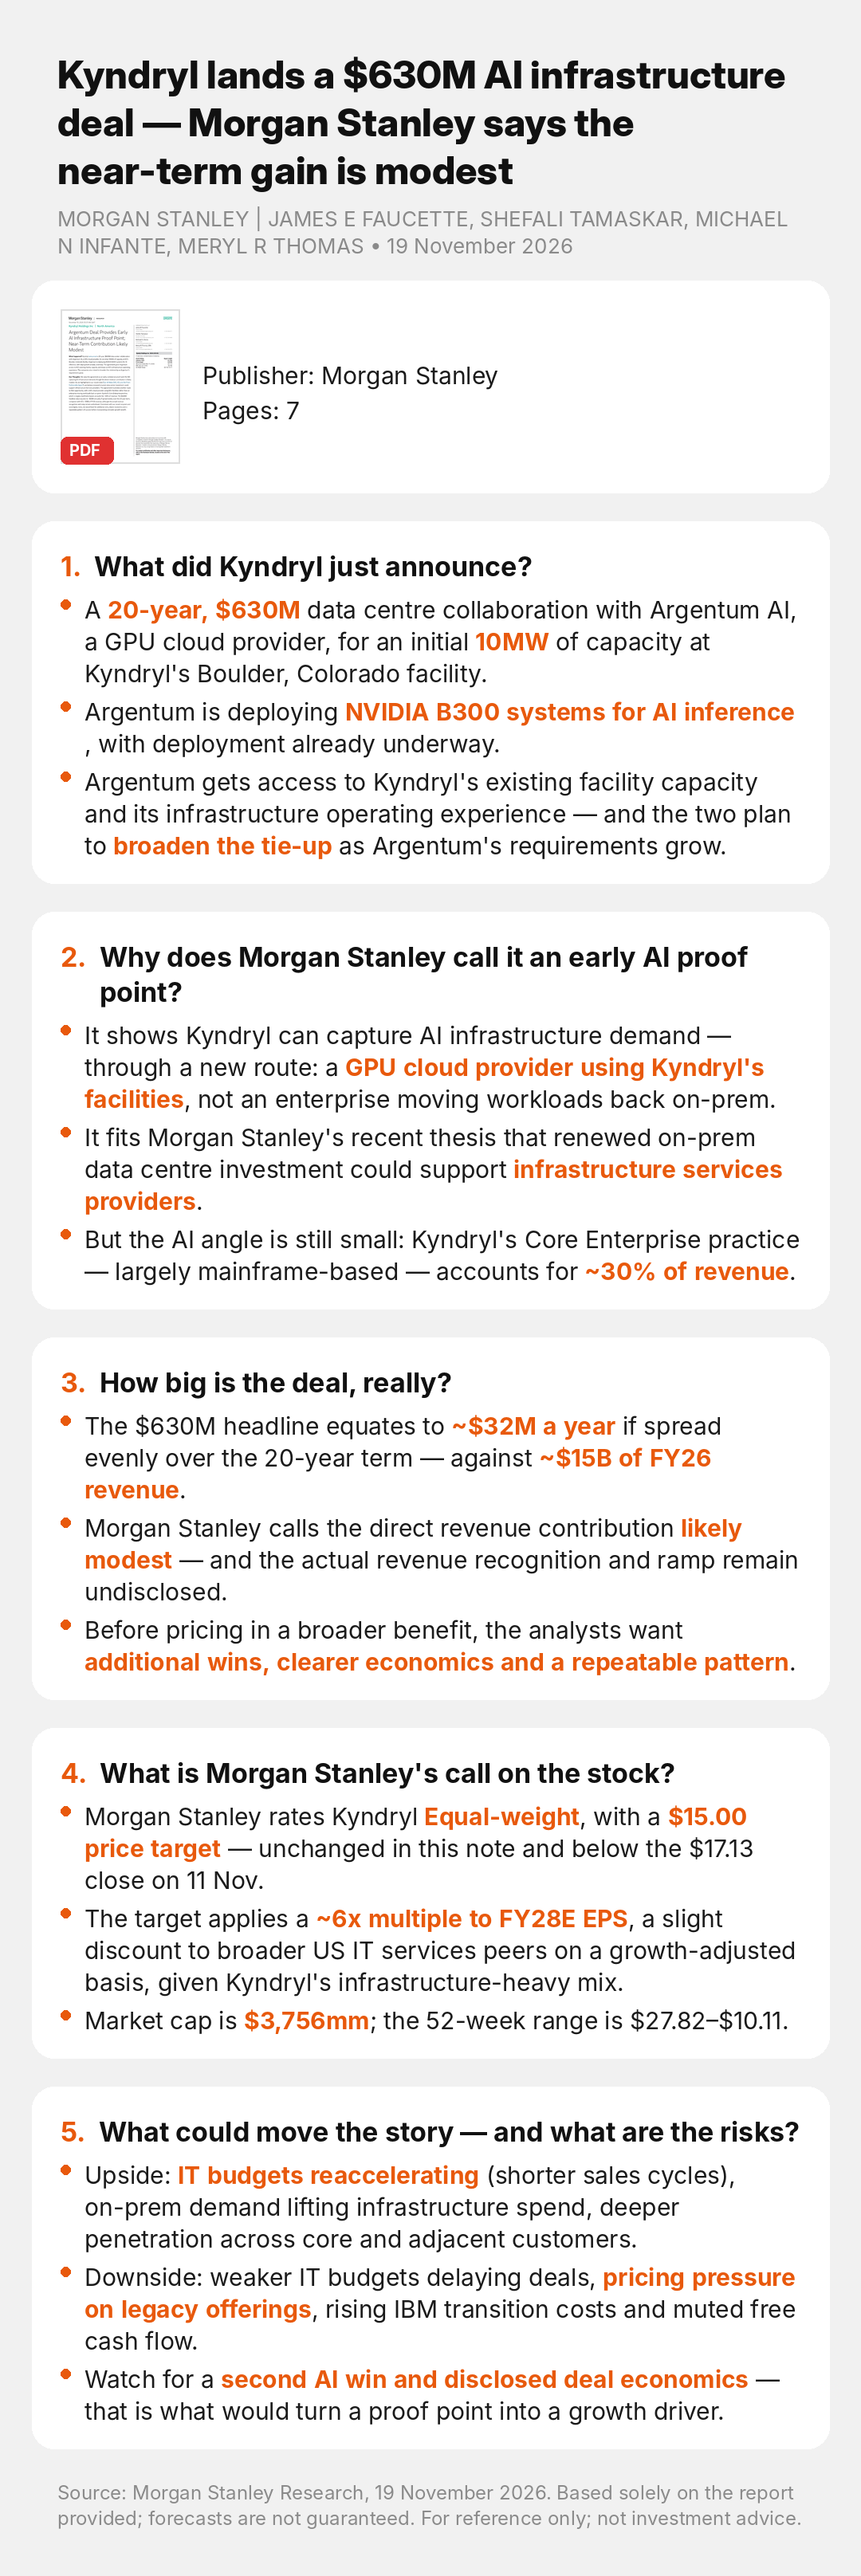 Kyndryl lands a $630M AI infrastructure
deal — Morgan Stanley says the
near-term gain is modest
MORGAN STANLEY | JAMES E FAUCETTE, SHEFALI TAMASKAR, MICHAEL
N INFANTE, MERYL R THOMAS • 19 November 2026
Morgan Stanley
Argentum Deal Provides Early
AI Infrastructure Proof Point,
Near-Term Contribution Likely
Modest
PDF
Publisher: Morgan Stanley
Pages: 7
1. What did Kyndryl just announce?
• A 20-year, $630M data centre collaboration with Argentum AI,
a GPU cloud provider, for an initial 10MW of capacity at
Kyndryl's Boulder, Colorado facility.
• Argentum is deploying NVIDIA B300 systems for AI inference
, with deployment already underway.
• Argentum gets access to Kyndryl's existing facility capacity
and its infrastructure operating experience — and the two plan
to broaden the tie-up as Argentum's requirements grow.
2. Why does Morgan Stanley call it an early AI proof
point?
• It shows Kyndryl can capture AI infrastructure demand —
through a new route: a GPU cloud provider using Kyndryl's
facilities, not an enterprise moving workloads back on-prem.
• It fits Morgan Stanley's recent thesis that renewed on-prem
data centre investment could support infrastructure services
providers.
• But the AI angle is still small: Kyndryl's Core Enterprise practice
— largely mainframe-based — accounts for ~30% of revenue.
3. How big is the deal, really?
• The $630M headline equates to ~$32M a year if spread
evenly over the 20-year term — against ~$15B of FY26
revenue.
• Morgan Stanley calls the direct revenue contribution likely
modest — and the actual revenue recognition and ramp remain
undisclosed.
• Before pricing in a broader benefit, the analysts want
additional wins, clearer economics and a repeatable pattern.
4. What is Morgan Stanley's call on the stock?
• Morgan Stanley rates Kyndryl Equal-weight, with a $15.00
price target — unchanged in this note and below the $17.13
close on 11 Nov.
• The target applies a ~6x multiple to FY28E EPS, a slight
discount to broader US IT services peers on a growth-adjusted
basis, given Kyndryl's infrastructure-heavy mix.
• Market cap is $3,756mm; the 52-week range is $27.82–$10.11.
5. What could move the story — and what are the risks?
• Upside: IT budgets reaccelerating (shorter sales cycles),
on-prem demand lifting infrastructure spend, deeper
penetration across core and adjacent customers.
• Downside: weaker IT budgets delaying deals, pricing pressure
on legacy offerings, rising IBM transition costs and muted free
cash flow.
• Watch for a second AI win and disclosed deal economics —
that is what would turn a proof point into a growth driver.
Source: Morgan Stanley Research, 19 November 2026. Based solely on the report
provided; forecasts are not guaranteed. For reference only; not investment advice.